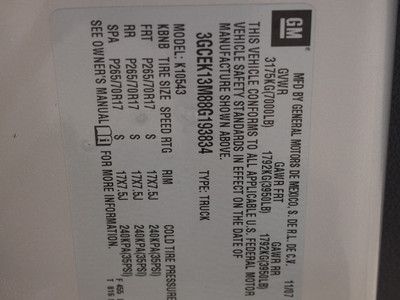 GM
MFD BY GENERAL MOTORS DE MEXICO, S. DE R.L. DE C.V. 11/07
GVWR GAWR FRT GAWR RR
3175KG(7000LB) 1792KG(3950LB) 1792KG(3950LB)
THIS VEHICLE CONFORMS TO ALL APPLICABLE U.S. FEDERAL MOTOR
VEHICLE SAFETY STANDARDS IN EFFECT ON THE DATE OF
MANUFACTURE SHOWN ABOVE.
3GCEK13M88G193834 TYPE: TRUCK
MODEL: K10543
KBNB TIRE SIZE SPEED RTG RIM COLD TIRE PRESSURE
FRT P265/70R17 S 17X7.5J 240KPA(35PSI)
RR P265/70R17 S 17X7.5J 240KPA(35PSI)
SPA P265/70R17 S 17X7.5J 240KPA(35PSI)
SEE OWNER'S MANUAL FOR MORE INFORMATION.